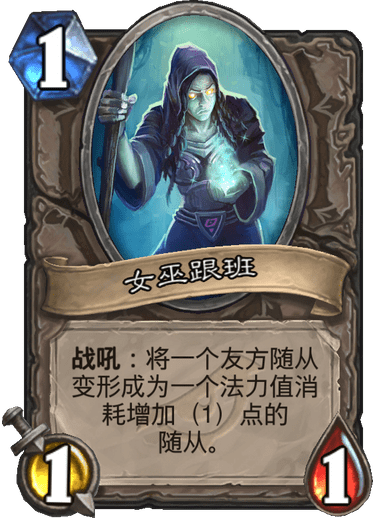 1
女巫跟班
战吼：将一个友方随从
变形成为一个法力值消
耗增加（1）点的
随从。
1
1